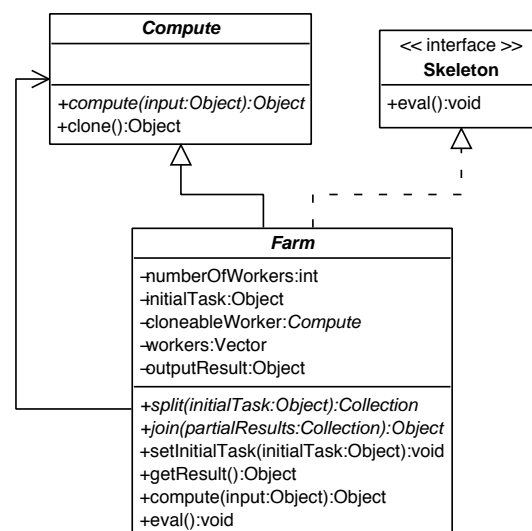 Compute
+compute(input:Object):Object
+clone():Object
<< interface >>
Skeleton
+eval():void
Farm
-numberOfWorkers:int
-initialTask:Object
-cloneableWorker:Compute
-workers:Vector
-outputResult:Object
+split(initialTask:Object):Collection
+join(partialResults:Collection):Object
+setInitialTask(initialTask:Object):void
+getResult():Object
+compute(input:Object):Object
+eval():void